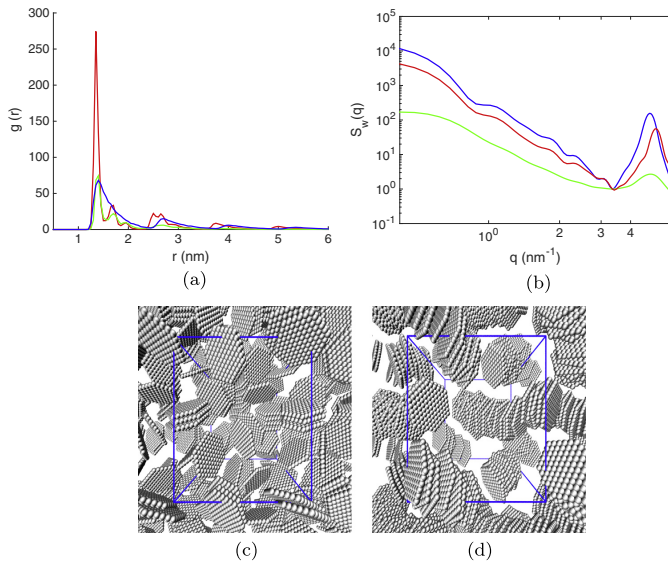 300
250
200
150
100
50
0
g (r)
1 2 3 4 5 6
r (nm)
(a)
10^5
10^4
10^3
10^2
10^1
10^0
10^-1
S_w(q)
10^0 2 3 4
q (nm^-1)
(b)
(c)
(d)